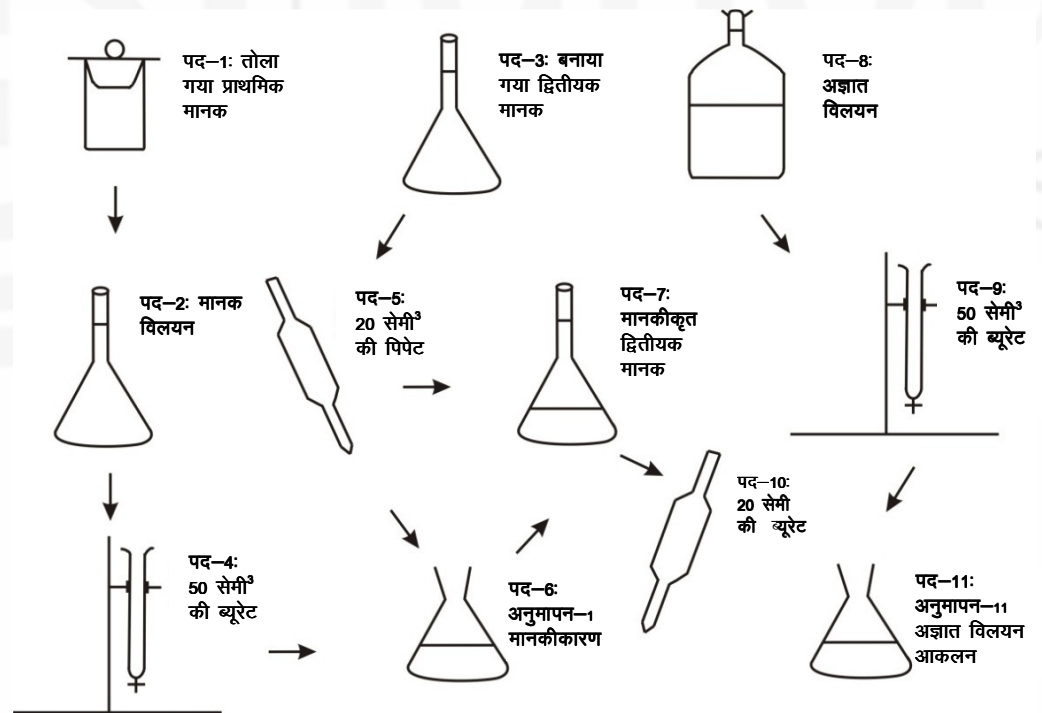 पद–1: तोला
गया प्राथमिक
मानक
पद–3: बनाया
गया द्वितीयक
मानक
पद–8:
अज्ञात
विलयन
पद–2: मानक
विलयन
पद–5:
20 सेमी³
की पिपेट
पद–7:
मानकीकृत
द्वितीयक
मानक
पद–9:
50 सेमी³
की ब्यूरेट
पद–10:
20 सेमी
की ब्यूरेट
पद–4:
50 सेमी³
की ब्यूरेट
पद–6:
अनुमापन–1
मानकीकारण
पद–11:
अनुमापन–11
अज्ञात विलयन
आकलन